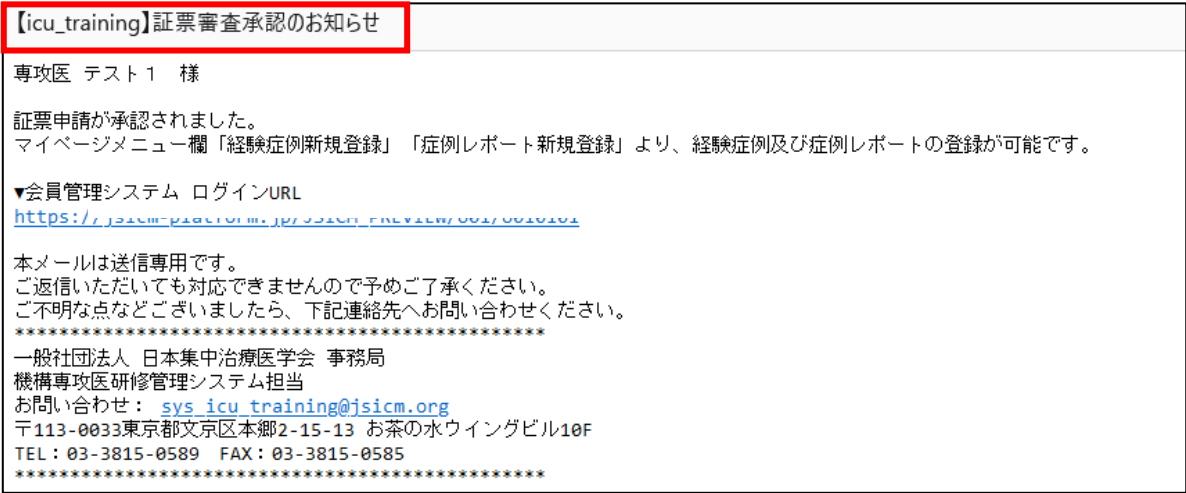 【icu_training】証票審査承認のお知らせ
専攻医 テスト1 様
証票申請が承認されました。
マイページメニュー欄「経験症例新規登録」「症例レポート新規登録」より、経験症例及び症例レポートの登録が可能です。
▼会員管理システム ログインURL
本メールは送信専用です。
ご返信いただいても対応できませんので予めご了承ください。
ご不明な点などございましたら、下記連絡先へお問い合わせください。
************************************************
一般社団法人 日本集中治療医学会 事務局
機構専攻医研修管理システム担当
お問い合わせ: sys_icu_training@jsicm.org
〒113-0033東京都文京区本郷2-15-13 お茶の水ウイングビル10F
TEL:03-3815-0589 FAX:03-3815-0585
************************************************